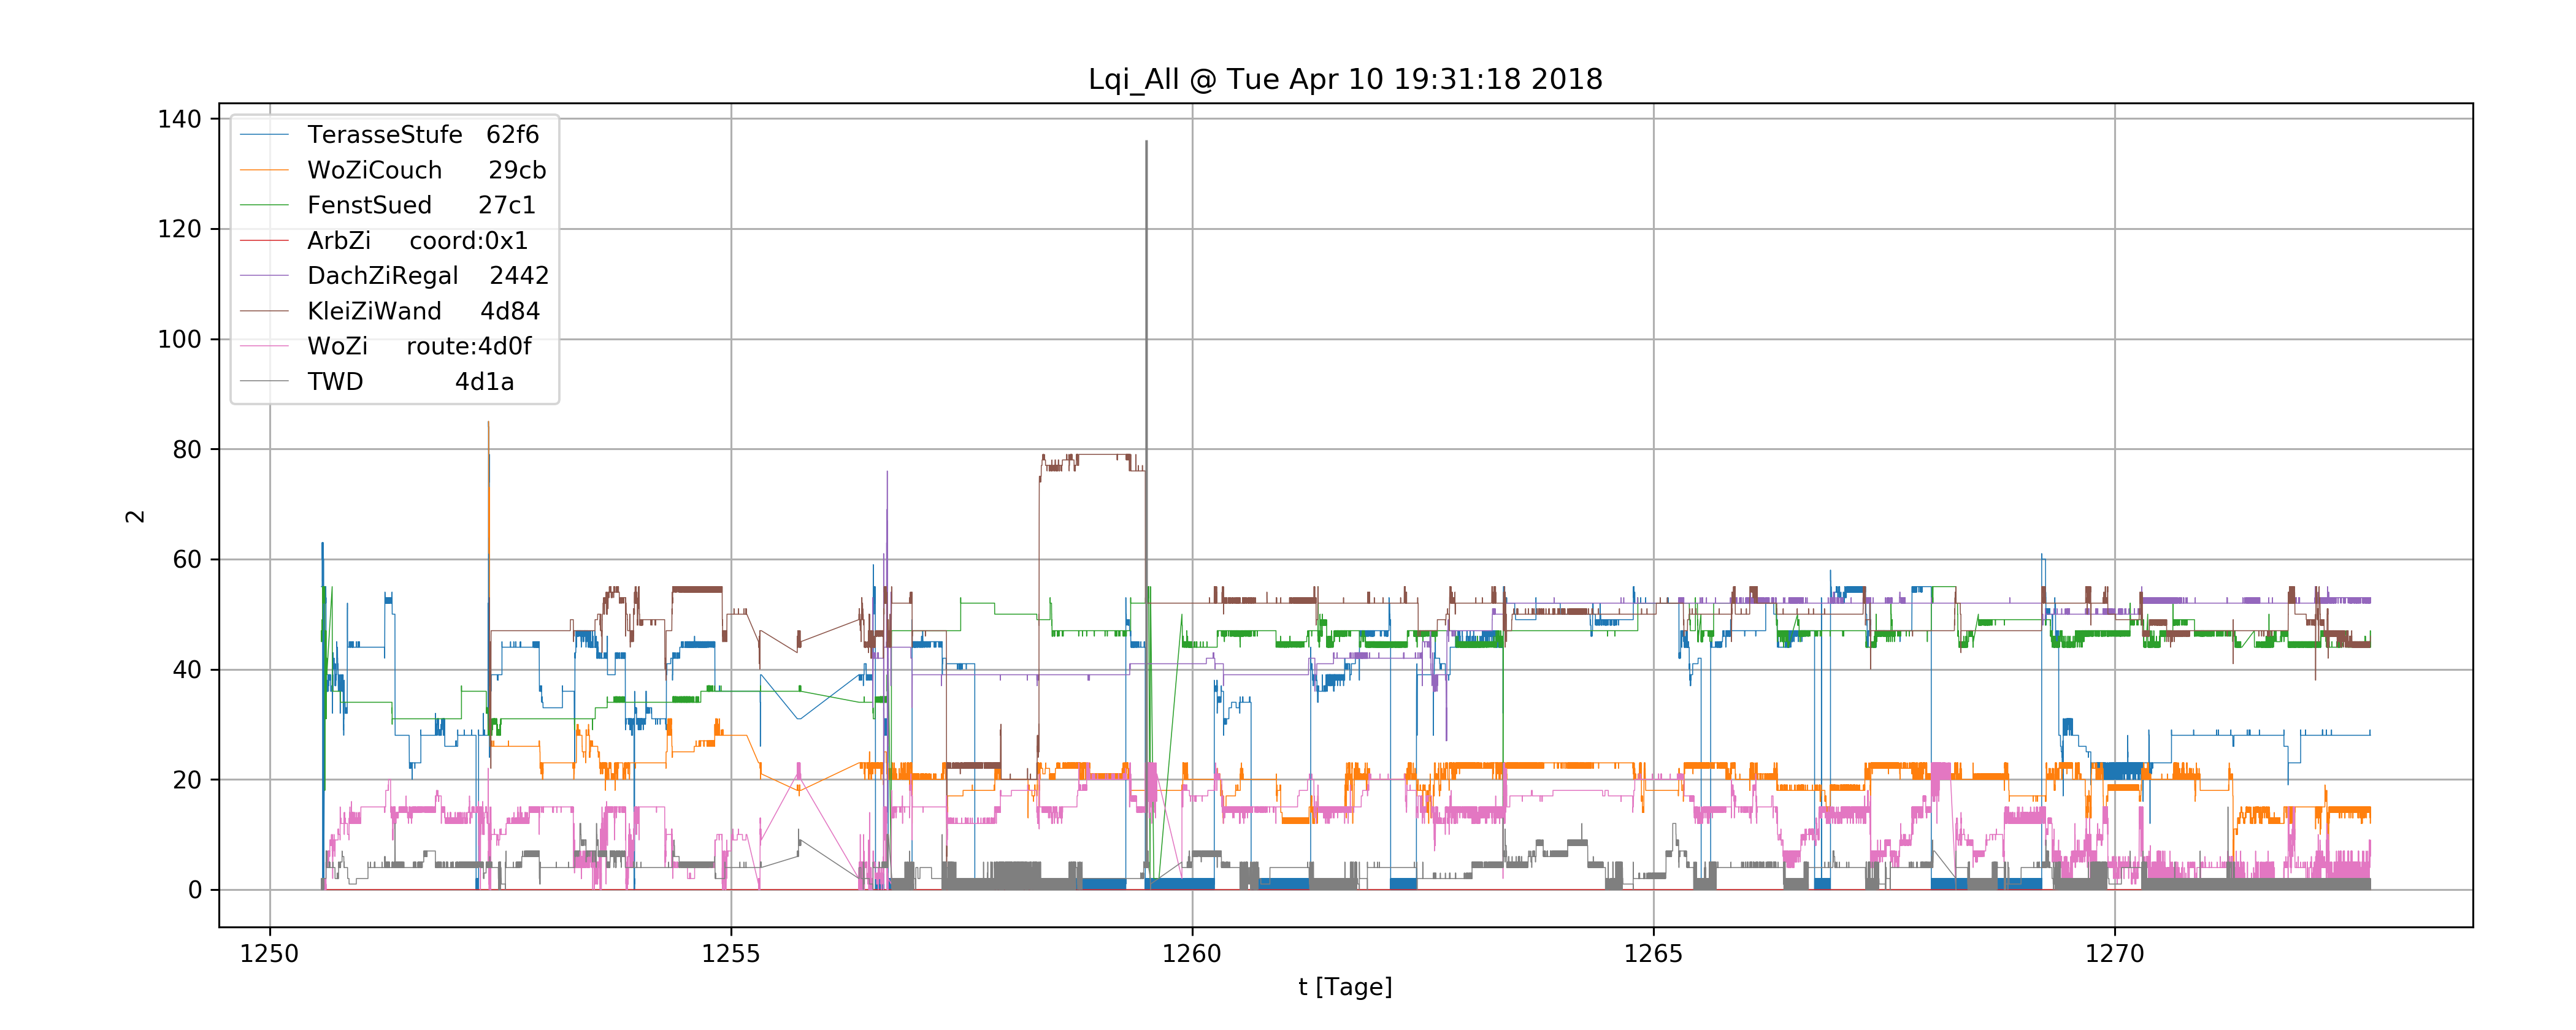 Lqi_All @ Tue Apr 10 19:31:18 2018
140
120
100
80
60
40
20
0
2
TerasseStufe 62f6
WoZiCouch 29cb
FenstSued 27c1
ArbZi coord:0x1
DachZiRegal 2442
KleiZiWand 4d84
WoZi route:4d0f
TWD 4d1a
1250 1255 1260 1265 1270
t [Tage]